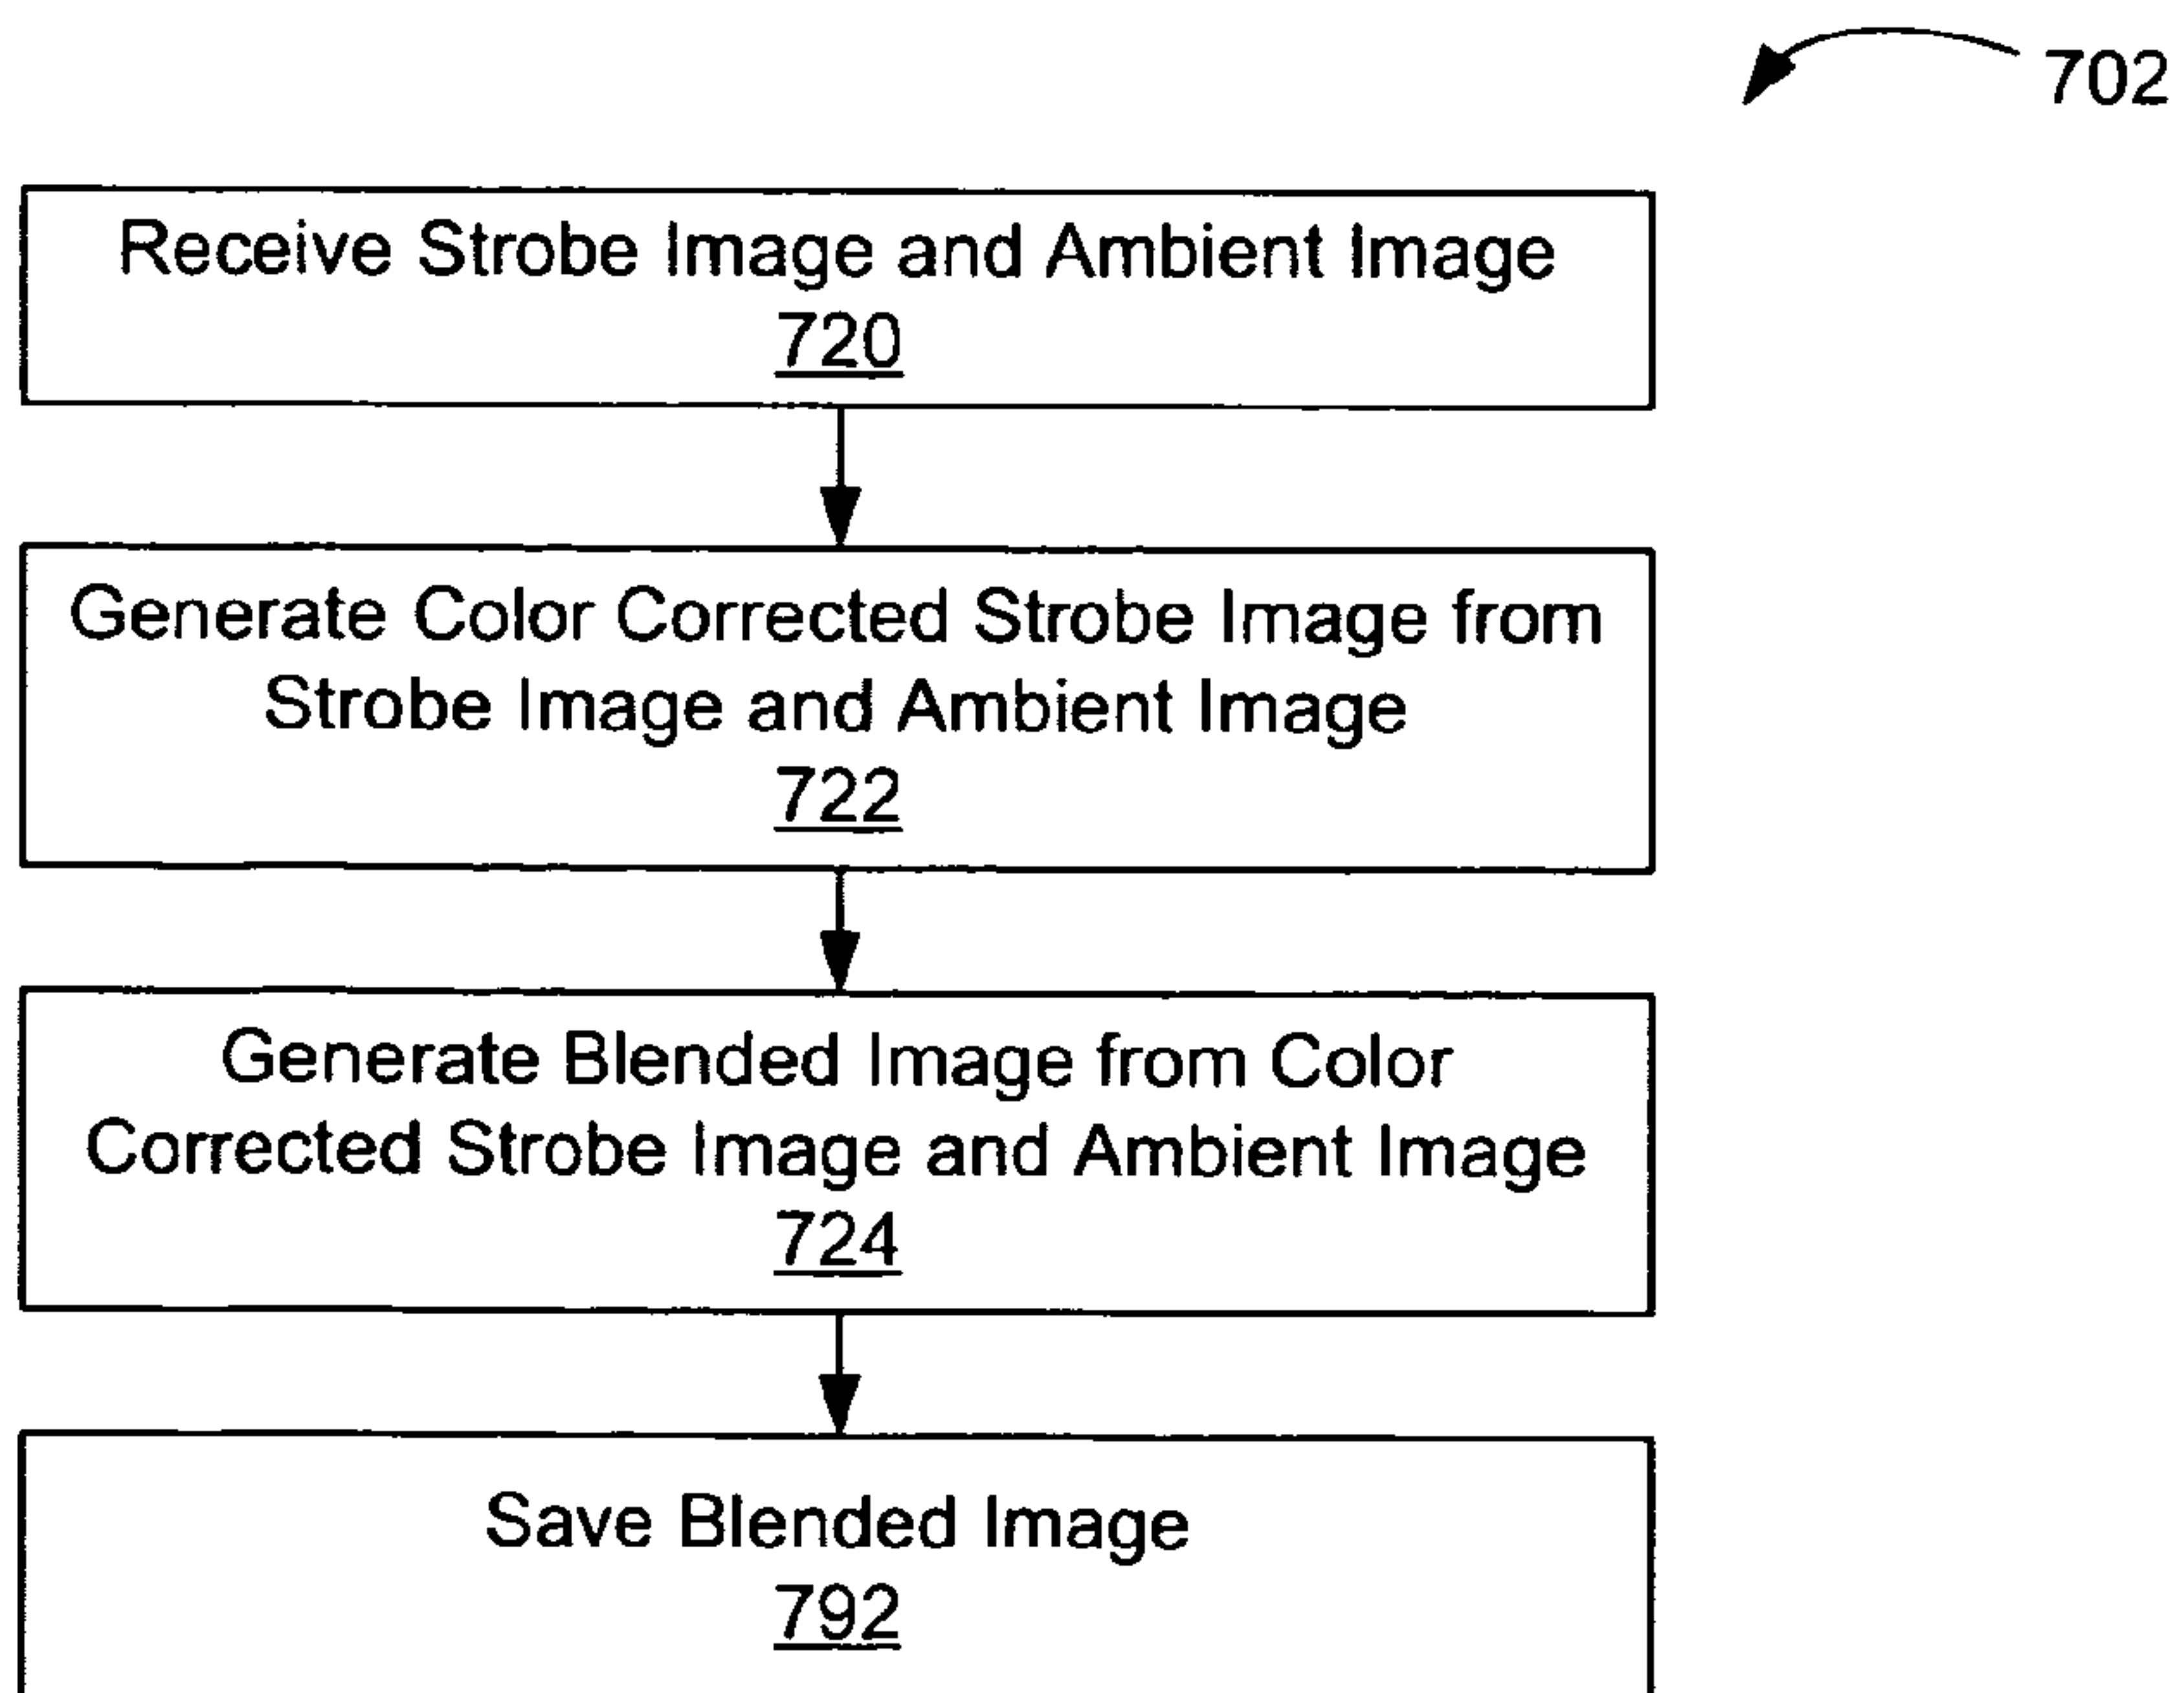 702
Receive Strobe Image and Ambient Image
720
Generate Color Corrected Strobe Image from
Strobe Image and Ambient Image
722
Generate Blended Image from Color
Corrected Strobe Image and Ambient Image
724
Save Blended Image
792